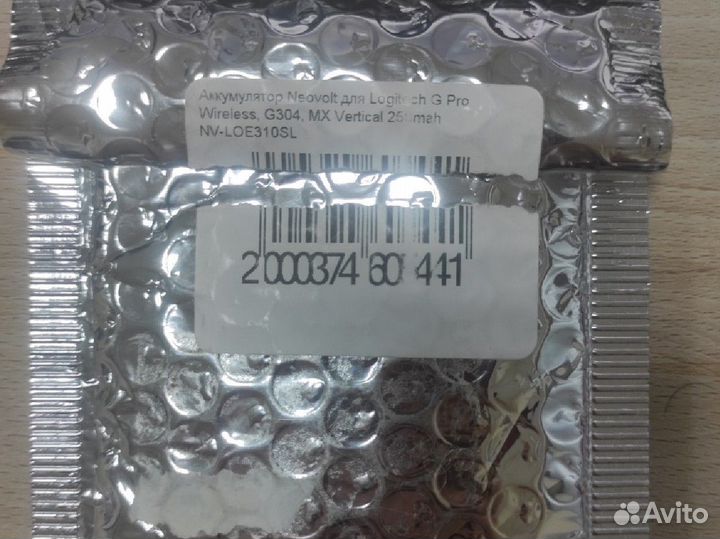 Аккумулятор Neovolt для Logitech G Pro
Wireless, G304, MX Vertical
NV-LOE310SL
Avito